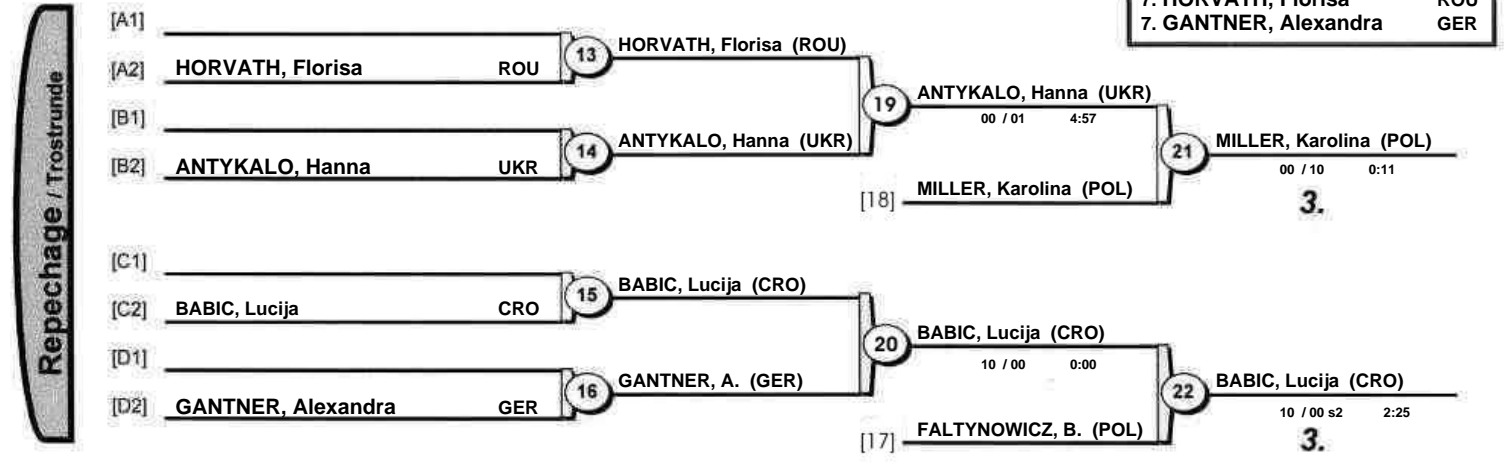 7. HORVATH, Florisa ROU
7. GANTNER, Alexandra GER
Repechage / Trostrunde
[A1]
[A2] HORVATH, Florisa ROU
13
HORVATH, Florisa (ROU)
[B1]
[B2] ANTYKALO, Hanna UKR
14
ANTYKALO, Hanna (UKR)
19
ANTYKALO, Hanna (UKR)
00 / 01 4:57
[18] MILLER, Karolina (POL)
21
MILLER, Karolina (POL)
00 / 10 0:11
3.
[C1]
[C2] BABIC, Lucija CRO
15
BABIC, Lucija (CRO)
[D1]
[D2] GANTNER, Alexandra GER
16
GANTNER, A. (GER)
20
BABIC, Lucija (CRO)
10 / 00 0:00
[17] FALTYNOWICZ, B. (POL)
22
BABIC, Lucija (CRO)
10 / 00 s2 2:25
3.